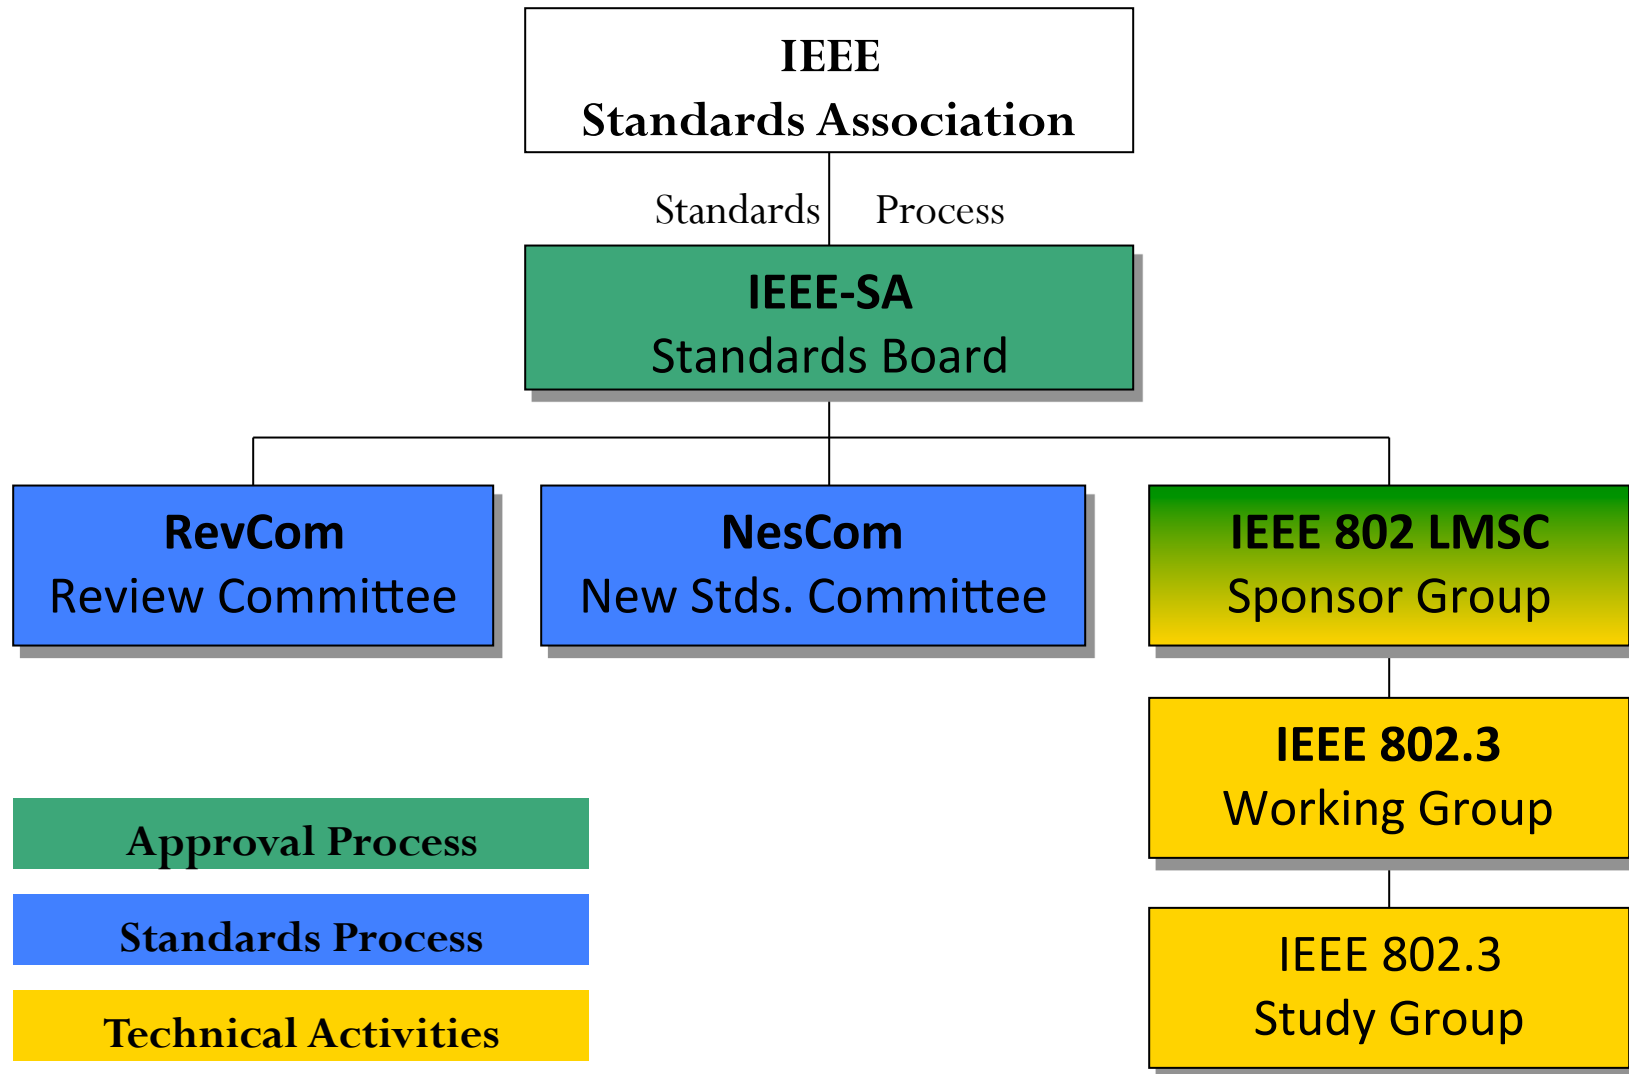 IEEE
Standards Association
Standards Process
IEEE-SA
Standards Board
RevCom
Review Committee
NesCom
New Stds. Committee
IEEE 802 LMSC
Sponsor Group
IEEE 802.3
Working Group
IEEE 802.3
Study Group
Approval Process
Standards Process
Technical Activities